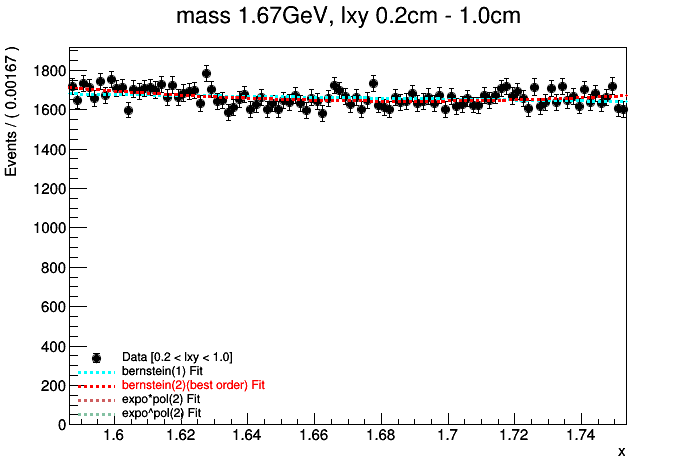 mass 1.67GeV, lxy 0.2cm - 1.0cm
Events / ( 0.00167 )
1800
1600
1400
1200
1000
800
600
400
200
0
Data [0.2 < lxy < 1.0]
bernstein(1) Fit
bernstein(2)(best order) Fit
expo*pol(2) Fit
expo^pol(2) Fit
1.6 1.62 1.64 1.66 1.68 1.7 1.72 1.74
x